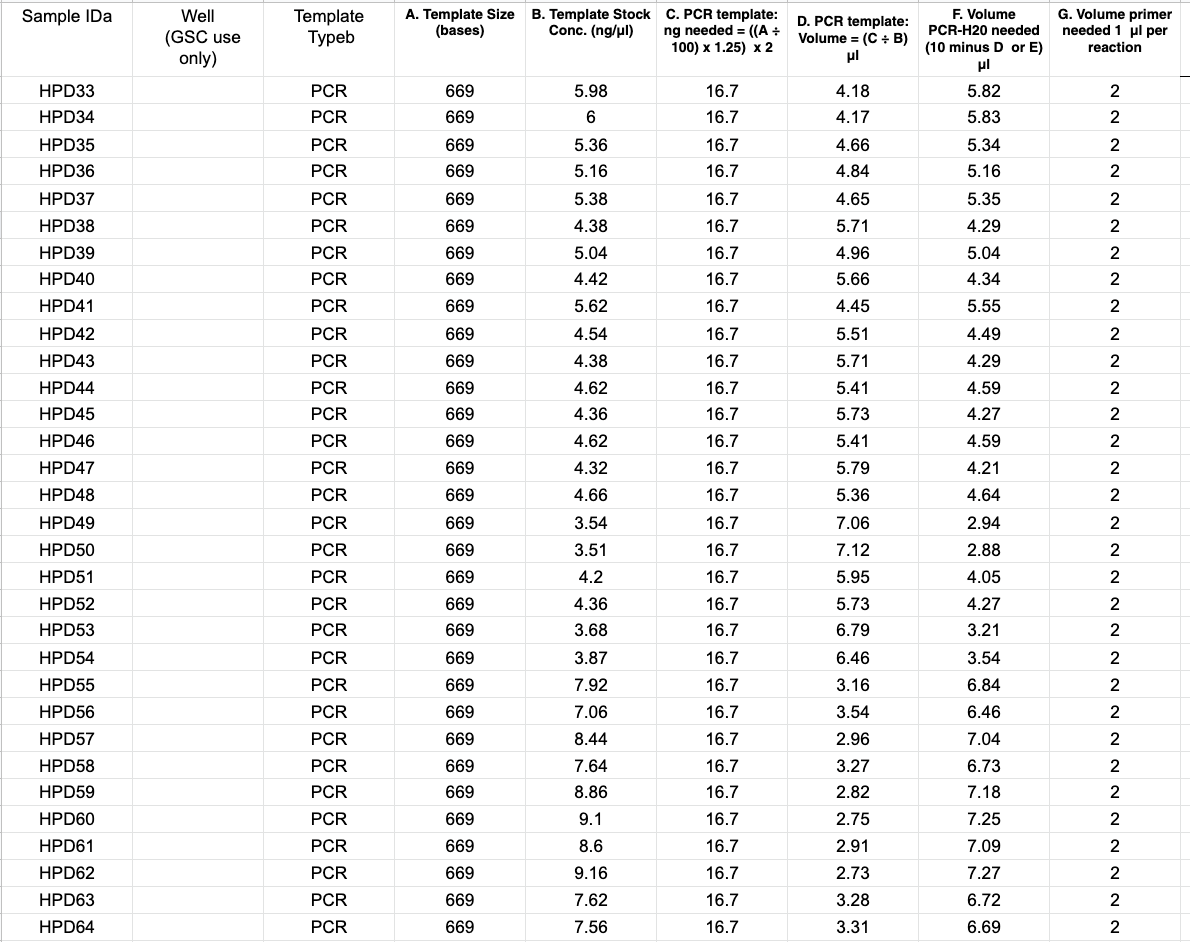 Sample IDa | Well (GSC use only) | Template Typeb | A. Template Size (bases) | B. Template Stock Conc. (ng/µl) | C. PCR template: ng needed = ((A ÷ 100) x 1.25) x 2 | D. PCR template: Volume = (C ÷ B) µl | F. Volume PCR-H20 needed (10 minus D or E) µl | G. Volume primer needed 1 µl per reaction
HPD33 | | PCR | 669 | 5.98 | 16.7 | 4.18 | 5.82 | 2
HPD34 | | PCR | 669 | 6 | 16.7 | 4.17 | 5.83 | 2
HPD35 | | PCR | 669 | 5.36 | 16.7 | 4.66 | 5.34 | 2
HPD36 | | PCR | 669 | 5.16 | 16.7 | 4.84 | 5.16 | 2
HPD37 | | PCR | 669 | 5.38 | 16.7 | 4.65 | 5.35 | 2
HPD38 | | PCR | 669 | 4.38 | 16.7 | 5.71 | 4.29 | 2
HPD39 | | PCR | 669 | 5.04 | 16.7 | 4.96 | 5.04 | 2
HPD40 | | PCR | 669 | 4.42 | 16.7 | 5.66 | 4.34 | 2
HPD41 | | PCR | 669 | 5.62 | 16.7 | 4.45 | 5.55 | 2
HPD42 | | PCR | 669 | 4.54 | 16.7 | 5.51 | 4.49 | 2
HPD43 | | PCR | 669 | 4.38 | 16.7 | 5.71 | 4.29 | 2
HPD44 | | PCR | 669 | 4.62 | 16.7 | 5.41 | 4.59 | 2
HPD45 | | PCR | 669 | 4.36 | 16.7 | 5.73 | 4.27 | 2
HPD46 | | PCR | 669 | 4.62 | 16.7 | 5.41 | 4.59 | 2
HPD47 | | PCR | 669 | 4.32 | 16.7 | 5.79 | 4.21 | 2
HPD48 | | PCR | 669 | 4.66 | 16.7 | 5.36 | 4.64 | 2
HPD49 | | PCR | 669 | 3.54 | 16.7 | 7.06 | 2.94 | 2
HPD50 | | PCR | 669 | 3.51 | 16.7 | 7.12 | 2.88 | 2
HPD51 | | PCR | 669 | 4.2 | 16.7 | 5.95 | 4.05 | 2
HPD52 | | PCR | 669 | 4.36 | 16.7 | 5.73 | 4.27 | 2
HPD53 | | PCR | 669 | 3.68 | 16.7 | 6.79 | 3.21 | 2
HPD54 | | PCR | 669 | 3.87 | 16.7 | 6.46 | 3.54 | 2
HPD55 | | PCR | 669 | 7.92 | 16.7 | 3.16 | 6.84 | 2
HPD56 | | PCR | 669 | 7.06 | 16.7 | 3.54 | 6.46 | 2
HPD57 | | PCR | 669 | 8.44 | 16.7 | 2.96 | 7.04 | 2
HPD58 | | PCR | 669 | 7.64 | 16.7 | 3.27 | 6.73 | 2
HPD59 | | PCR | 669 | 8.86 | 16.7 | 2.82 | 7.18 | 2
HPD60 | | PCR | 669 | 9.1 | 16.7 | 2.75 | 7.25 | 2
HPD61 | | PCR | 669 | 8.6 | 16.7 | 2.91 | 7.09 | 2
HPD62 | | PCR | 669 | 9.16 | 16.7 | 2.73 | 7.27 | 2
HPD63 | | PCR | 669 | 7.62 | 16.7 | 3.28 | 6.72 | 2
HPD64 | | PCR | 669 | 7.56 | 16.7 | 3.31 | 6.69 | 2